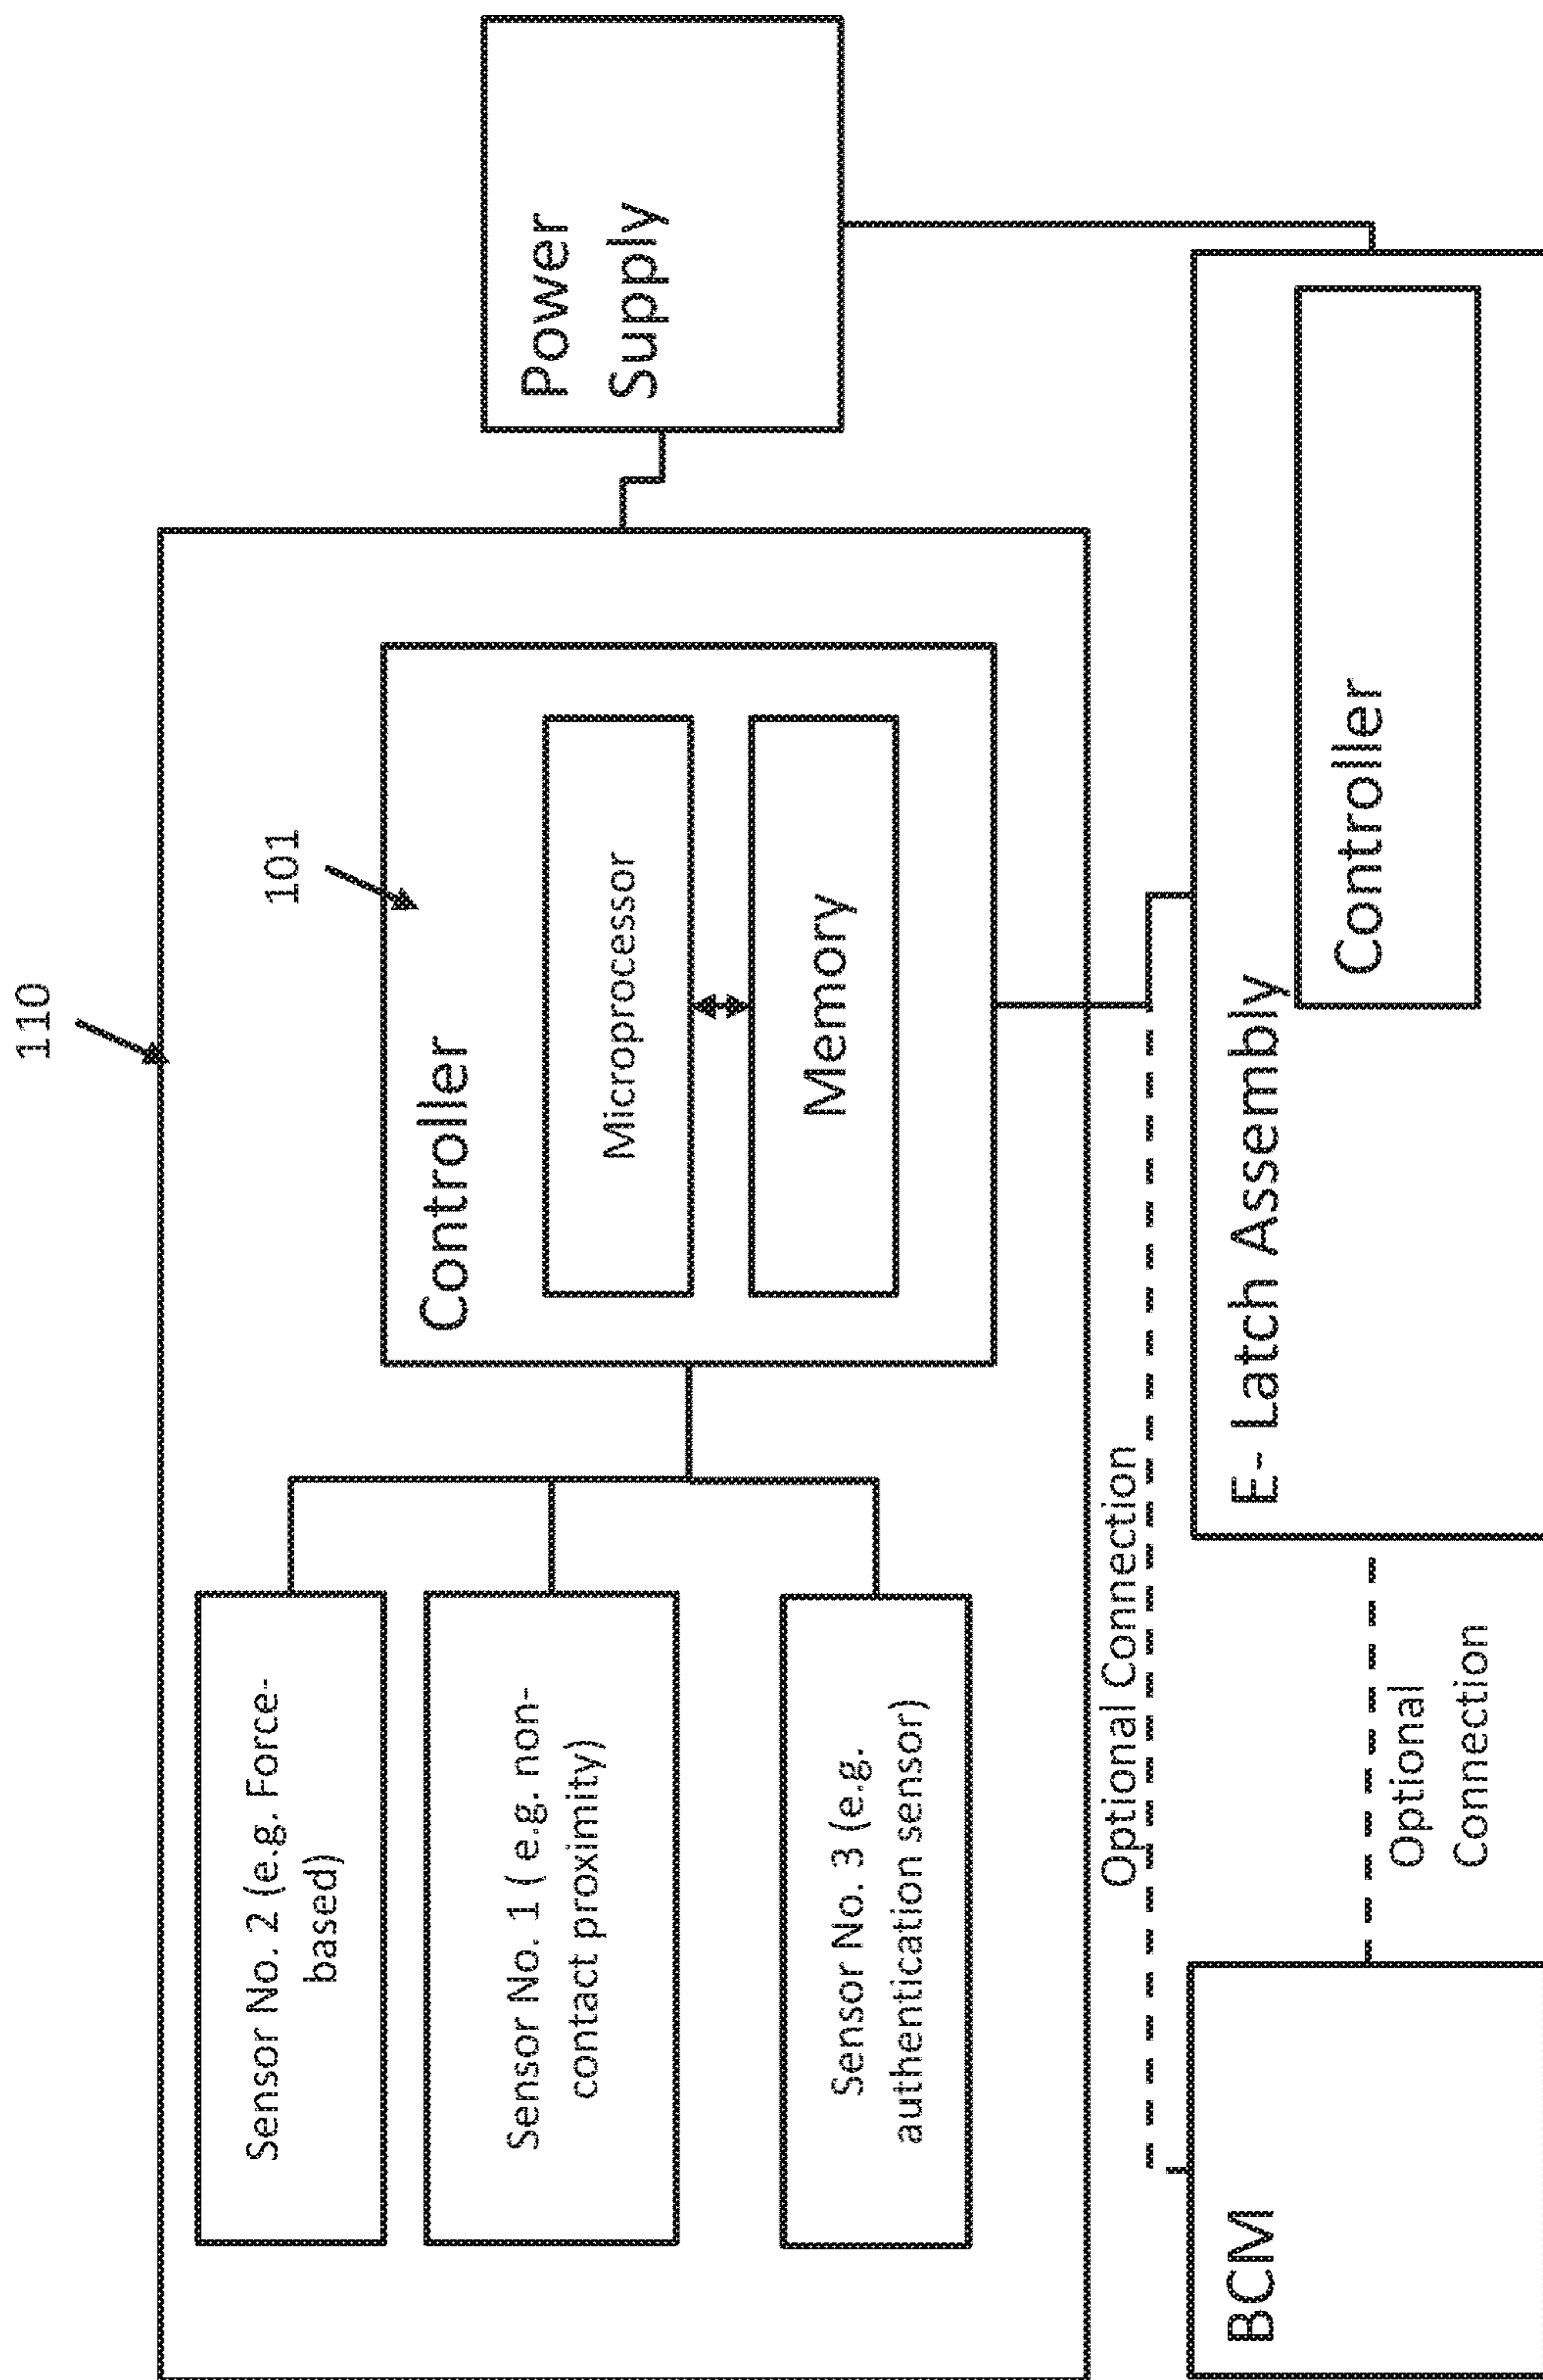 110
101
Sensor No. 2 (e.g. Force-
based)
Sensor No. 1 ( e.g. non-
contact proximity)
Sensor No. 3 (e.g.
authentication sensor)
Controller
Microprocessor
Memory
Power
Supply
Optional Connection
BCM
Optional
Connection
E- Latch Assembly
Controller